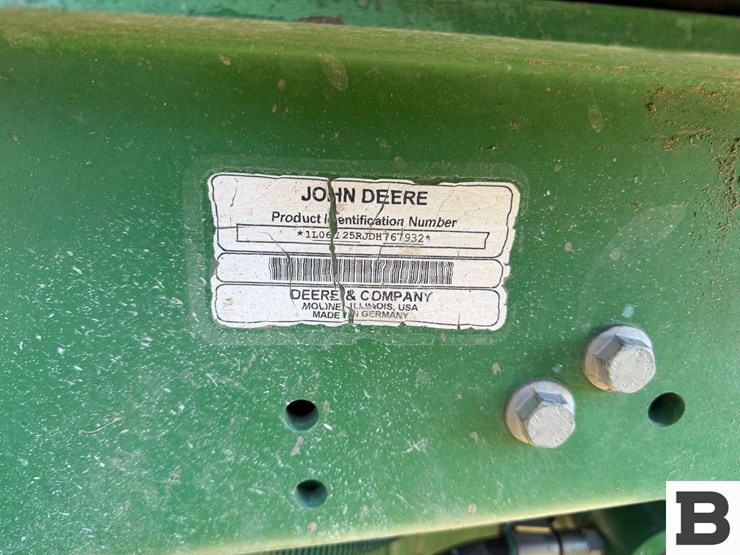 JOHN DEERE
Product Identification Number
*1L06125RJDH767932*
DEERE & COMPANY
MOLINE, ILLINOIS, USA
MADE IN GERMANY
B